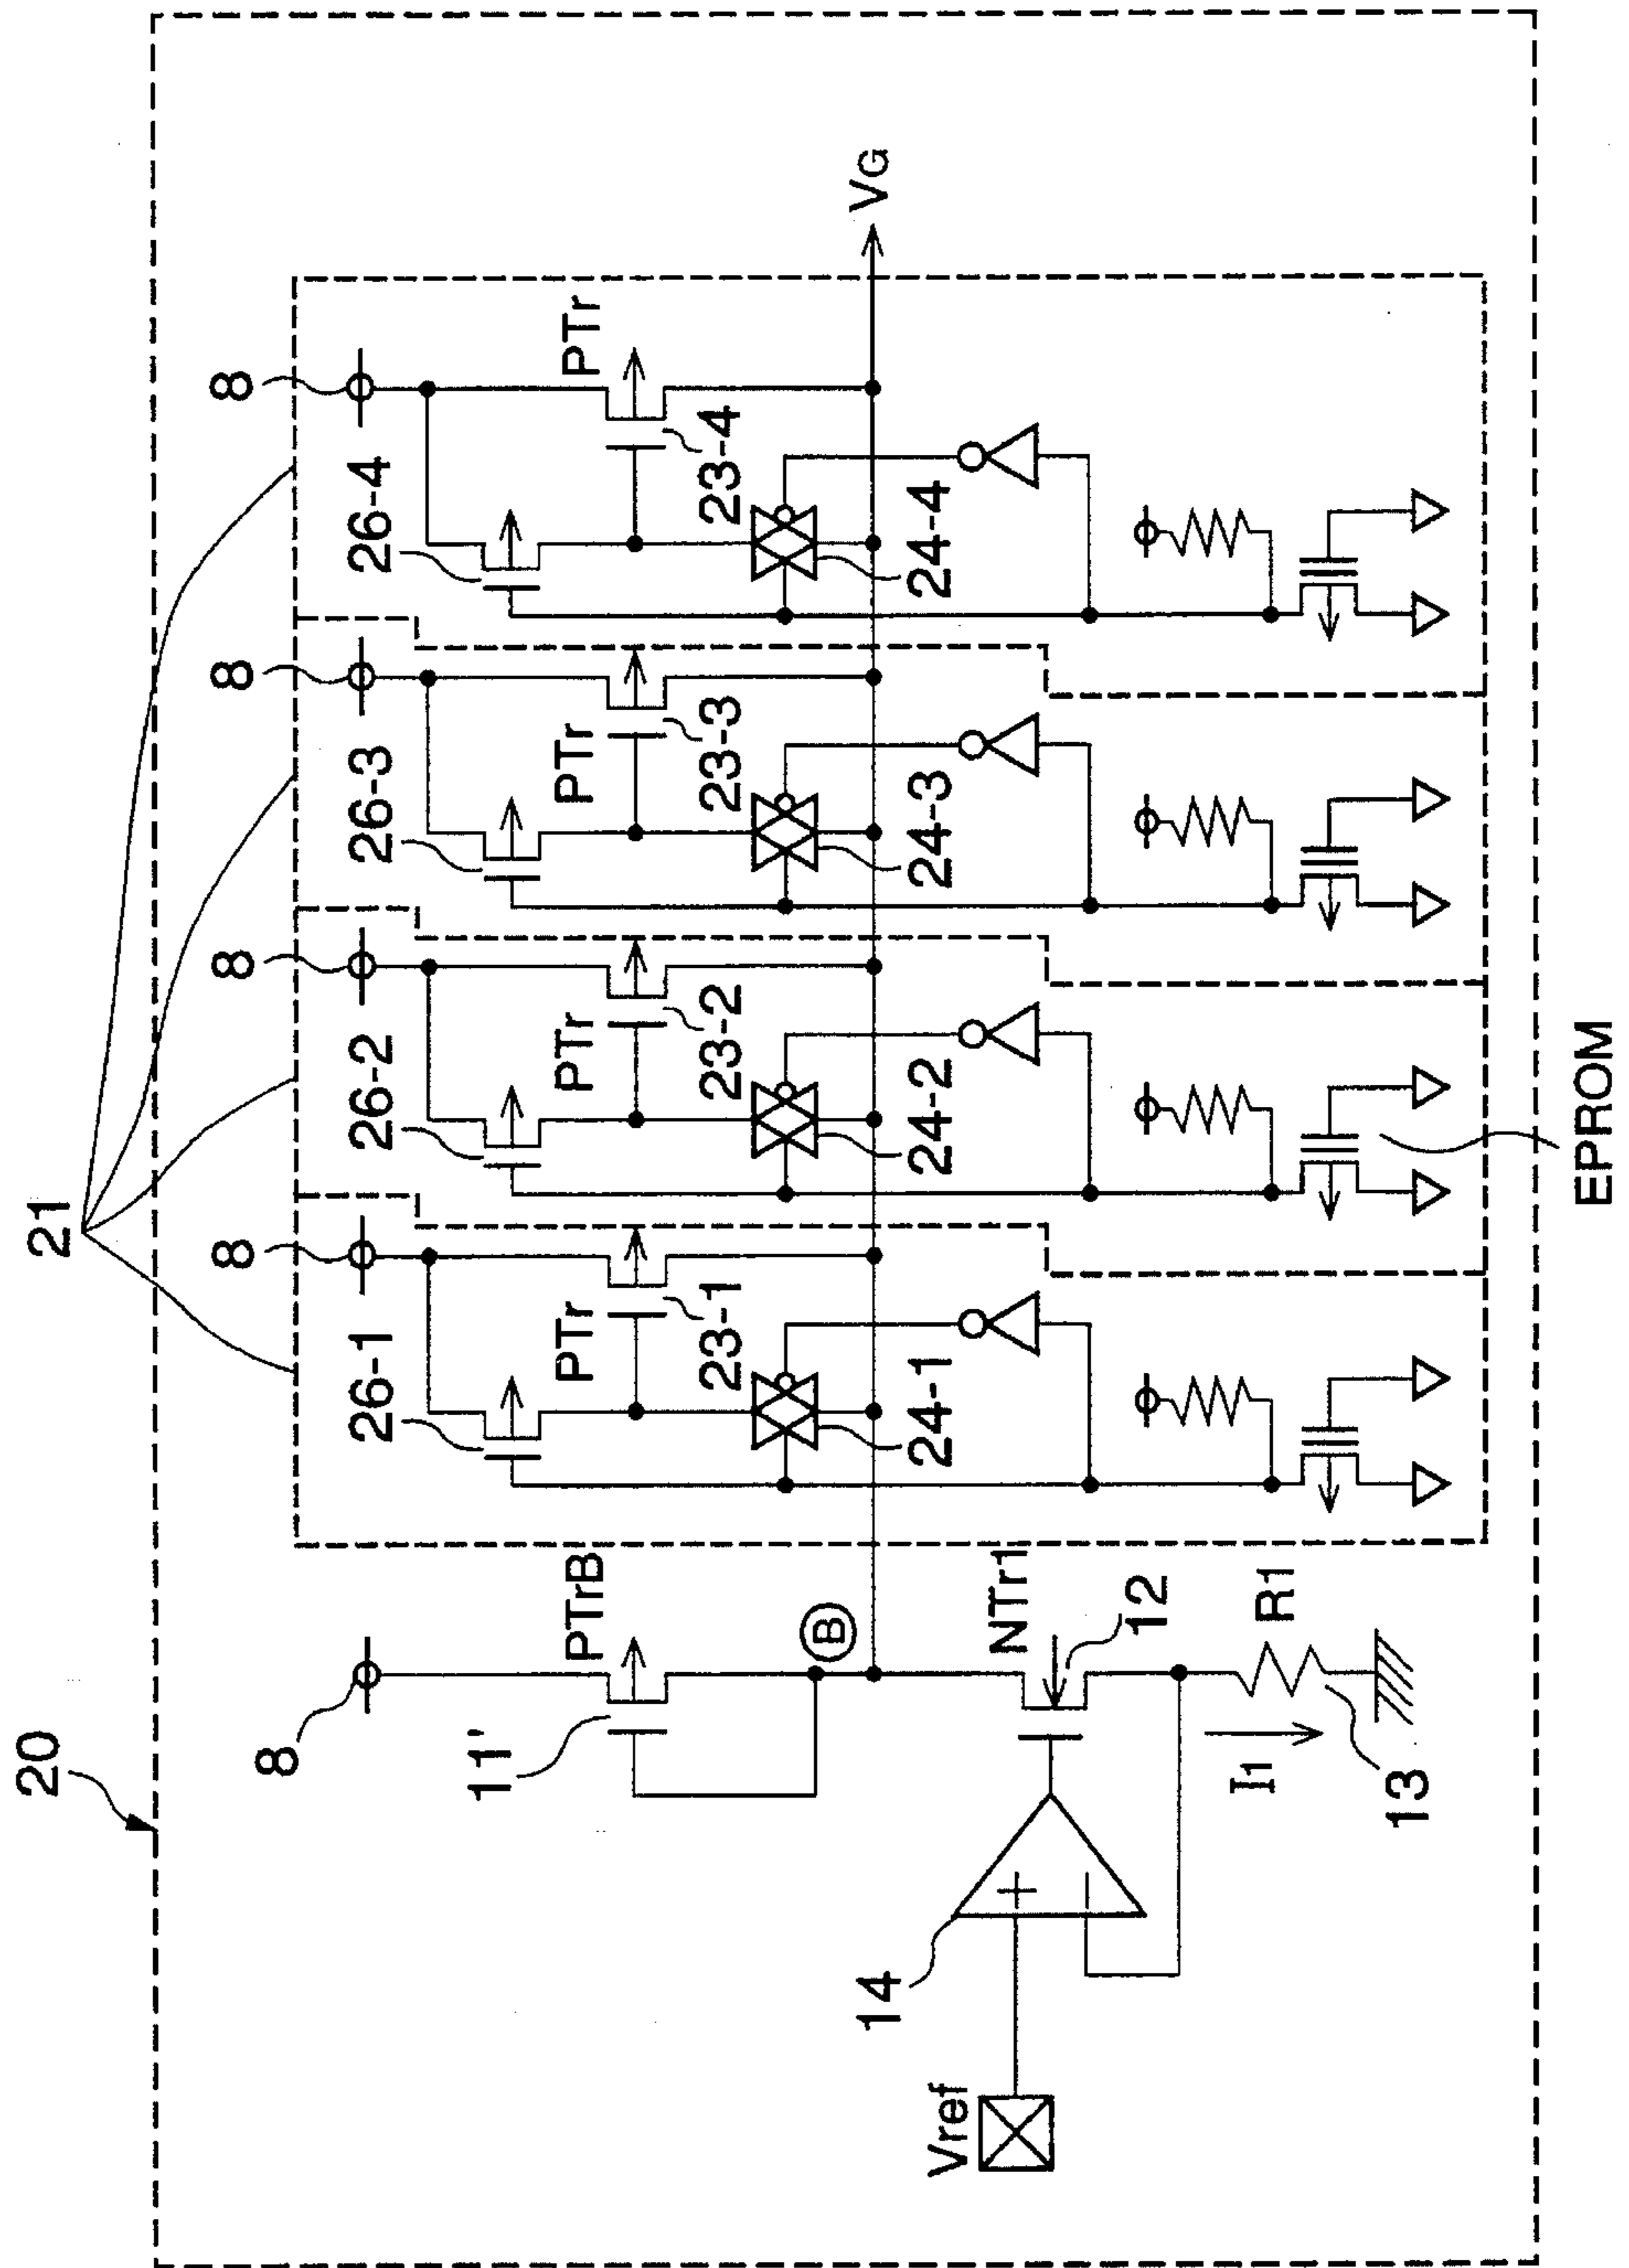 20
21
8
8
8
8
8
26-1
26-2
26-3
26-4
PTrB
PTr
PTr
PTr
PTr
11'
23-1
23-2
23-3
23-4
B
VG
24-1
24-2
24-3
24-4
14
+
−
NTr1
12
Vref
I1
R1
13
EPROM